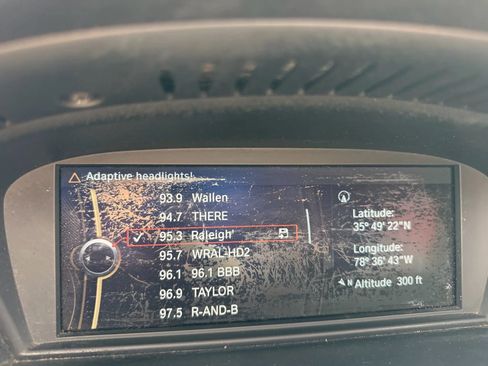 Adaptive headlights!
93.9 Wallen
94.7 THERE
95.3 Raleigh'
95.7 WRAL-HD2
96.1 96.1 BBB
96.9 TAYLOR
97.5 R-AND-B
Latitude:
35° 49' 22"N
Longitude:
78° 36' 43"W
N Altitude 300 ft